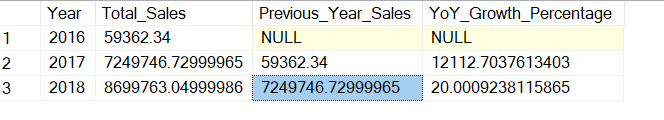 Year Total_Sales Previous_Year_Sales YoY_Growth_Percentage
1 2016 59362.34 NULL NULL
2 2017 7249746.72999965 59362.34 12112.7037613403
3 2018 8699763.04999986 7249746.72999965 20.0009238115865